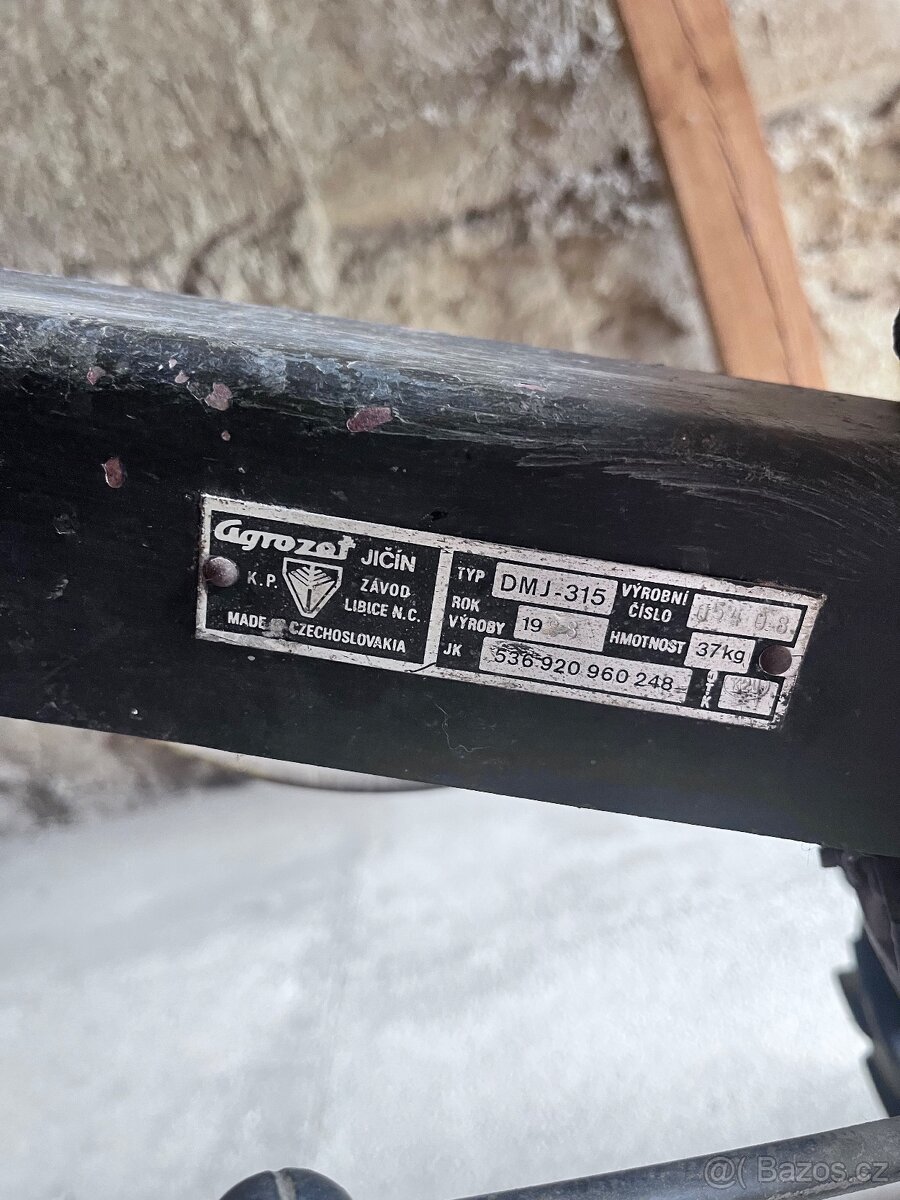 agrozet JIČÍN
K.P. ZÁVOD
LIBICE N.C.
MADE CZECHOSLOVAKIA
TYP DMJ-315 VÝROBNÍ ČÍSLO
ROK VÝROBY 1988 HMOTNOST 37kg
JK 536 920 960 248
@( Bazos.cz